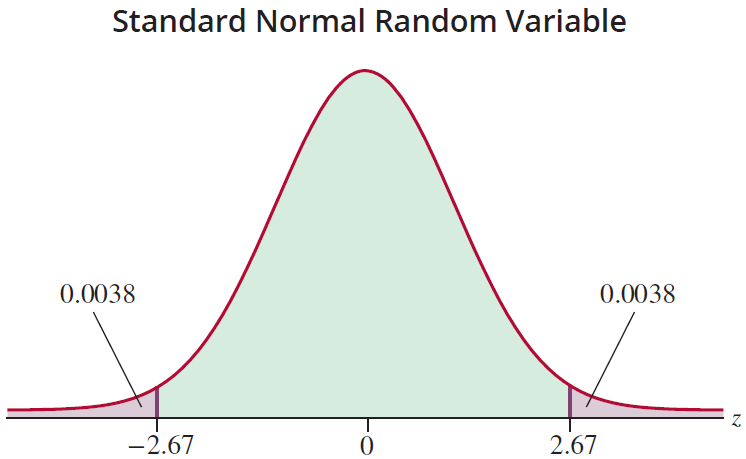 Standard Normal Random Variable
0.0038
0.0038
−2.67
0
2.67
z